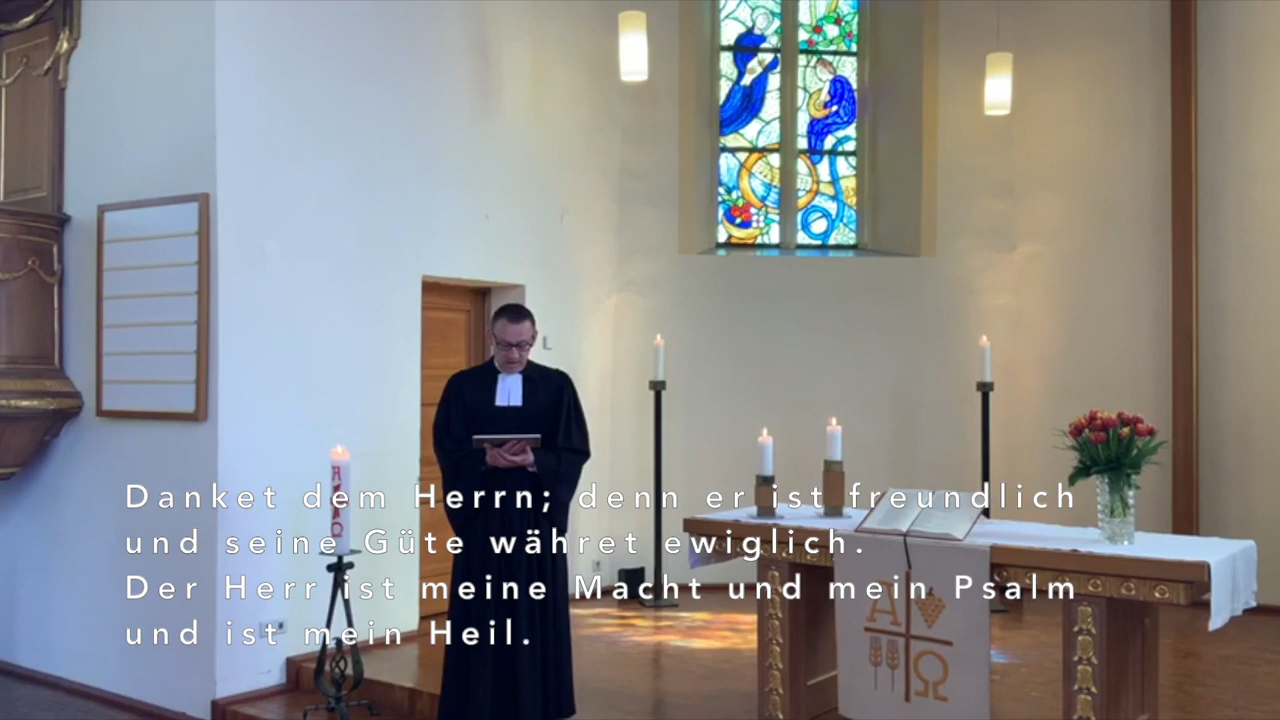 Danket dem Herrn; denn er ist freundlich
und seine Güte währet ewiglich.
Der Herr ist meine Macht und mein Psalm
und ist mein Heil.
A
Ω
A
Ω